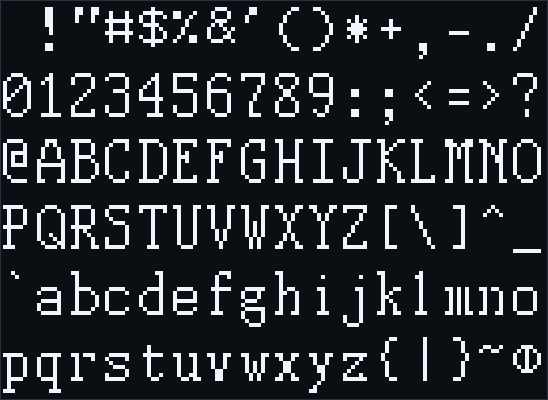 !"#$%&'()*+,-./
0123456789:;<=>?
@ABCDEFGHIJKLMNO
PQRSTUVWXYZ[\]^_
`abcdefghijklmno
pqrstuvwxyz{|}~Φ